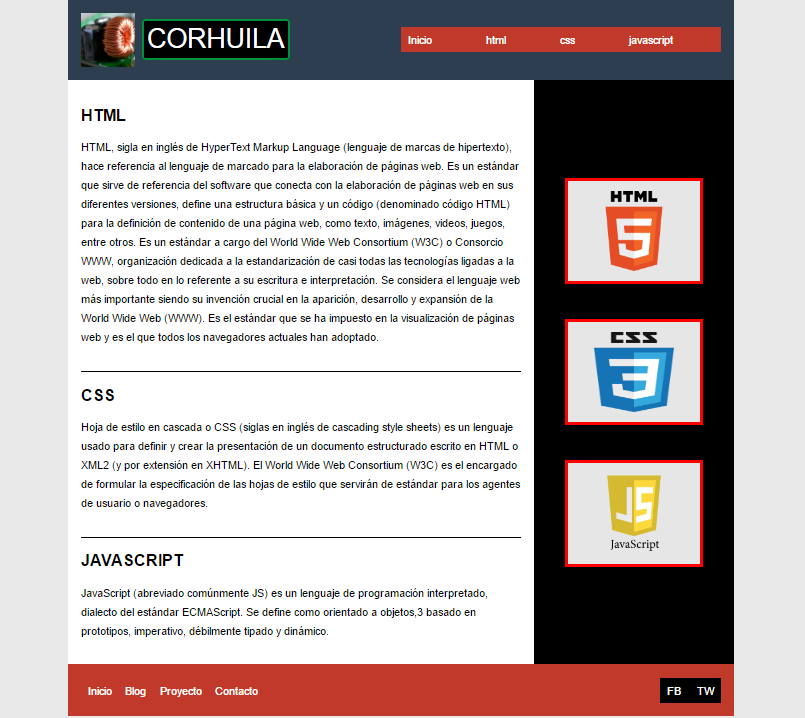 CORHUILA
Inicio html css javascript
HTML
HTML, sigla en inglés de HyperText Markup Language (lenguaje de marcas de hipertexto),
hace referencia al lenguaje de marcado para la elaboración de páginas web. Es un estándar
que sirve de referencia del software que conecta con la elaboración de páginas web en sus
diferentes versiones, define una estructura básica y un código (denominado código HTML)
para la definición de contenido de una página web, como texto, imágenes, videos, juegos,
entre otros. Es un estándar a cargo del World Wide Web Consortium (W3C) o Consorcio
WWW, organización dedicada a la estandarización de casi todas las tecnologías ligadas a la
web, sobre todo en lo referente a su escritura e interpretación. Se considera el lenguaje web
más importante siendo su invención crucial en la aparición, desarrollo y expansión de la
World Wide Web (WWW). Es el estándar que se ha impuesto en la visualización de páginas
web y es el que todos los navegadores actuales han adoptado.
CSS
Hoja de estilo en cascada o CSS (siglas en inglés de cascading style sheets) es un lenguaje
usado para definir y crear la presentación de un documento estructurado escrito en HTML o
XML2 (y por extensión en XHTML). El World Wide Web Consortium (W3C) es el encargado
de formular la especificación de las hojas de estilo que servirán de estándar para los agentes
de usuario o navegadores.
JAVASCRIPT
JavaScript (abreviado comúnmente JS) es un lenguaje de programación interpretado,
dialecto del estándar ECMAScript. Se define como orientado a objetos,3 basado en
prototipos, imperativo, débilmente tipado y dinámico.
HTML
5
CSS
3
JS
JavaScript
Inicio Blog Proyecto Contacto
FB TW